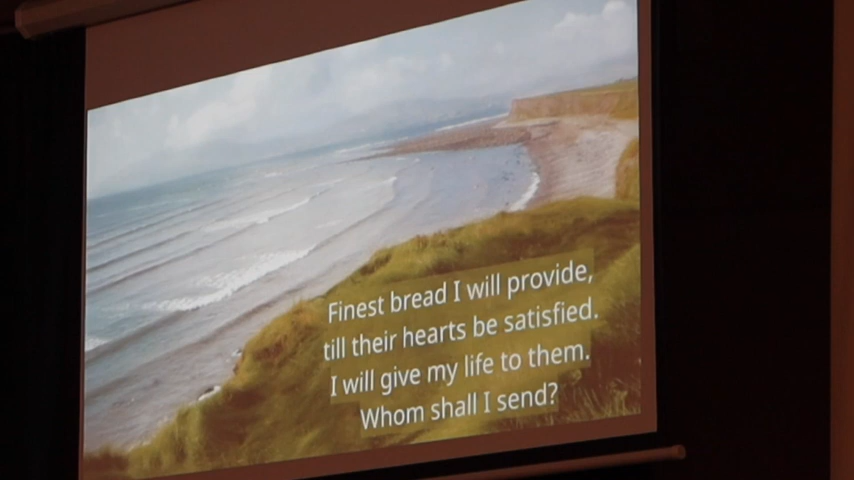 Finest bread I will provide,
till their hearts be satisfied.
I will give my life to them.
Whom shall I send?